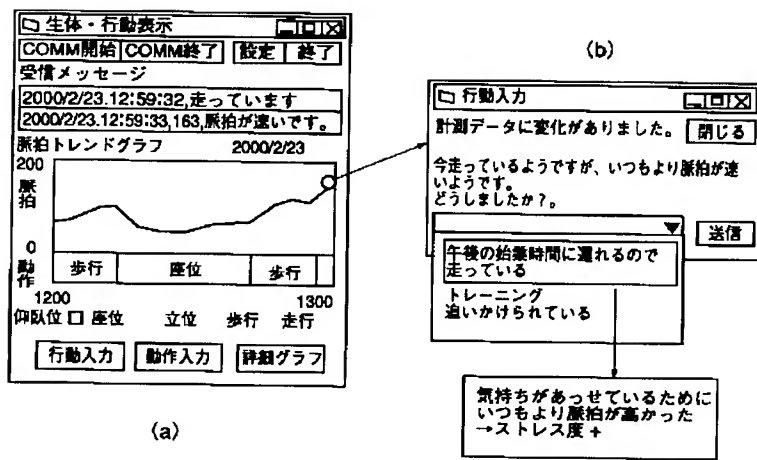 生体・行動表示
COMM開始 COMM終了 設定 終了
受信メッセージ
2000/2/23.12:59:32,走っています
2000/2/23.12:59:33,163,脈拍が速いです。
脈拍トレンドグラフ 2000/2/23
200
脈拍
0
動作
歩行 座位 歩行
1200 1300
仰臥位 座位 立位 歩行 走行
行動入力 動作入力 詳細グラフ
(a)
(b)
行動入力
計測データに変化がありました。 閉じる
今走っているようですが、いつもより脈拍が速
いようです。
どうしましたか?。
送信
午後の始業時間に遅れるので
走っている
トレーニング
追いかけられている
気持ちがあっせているために
いつもより脈拍が高かった
→ストレス度+